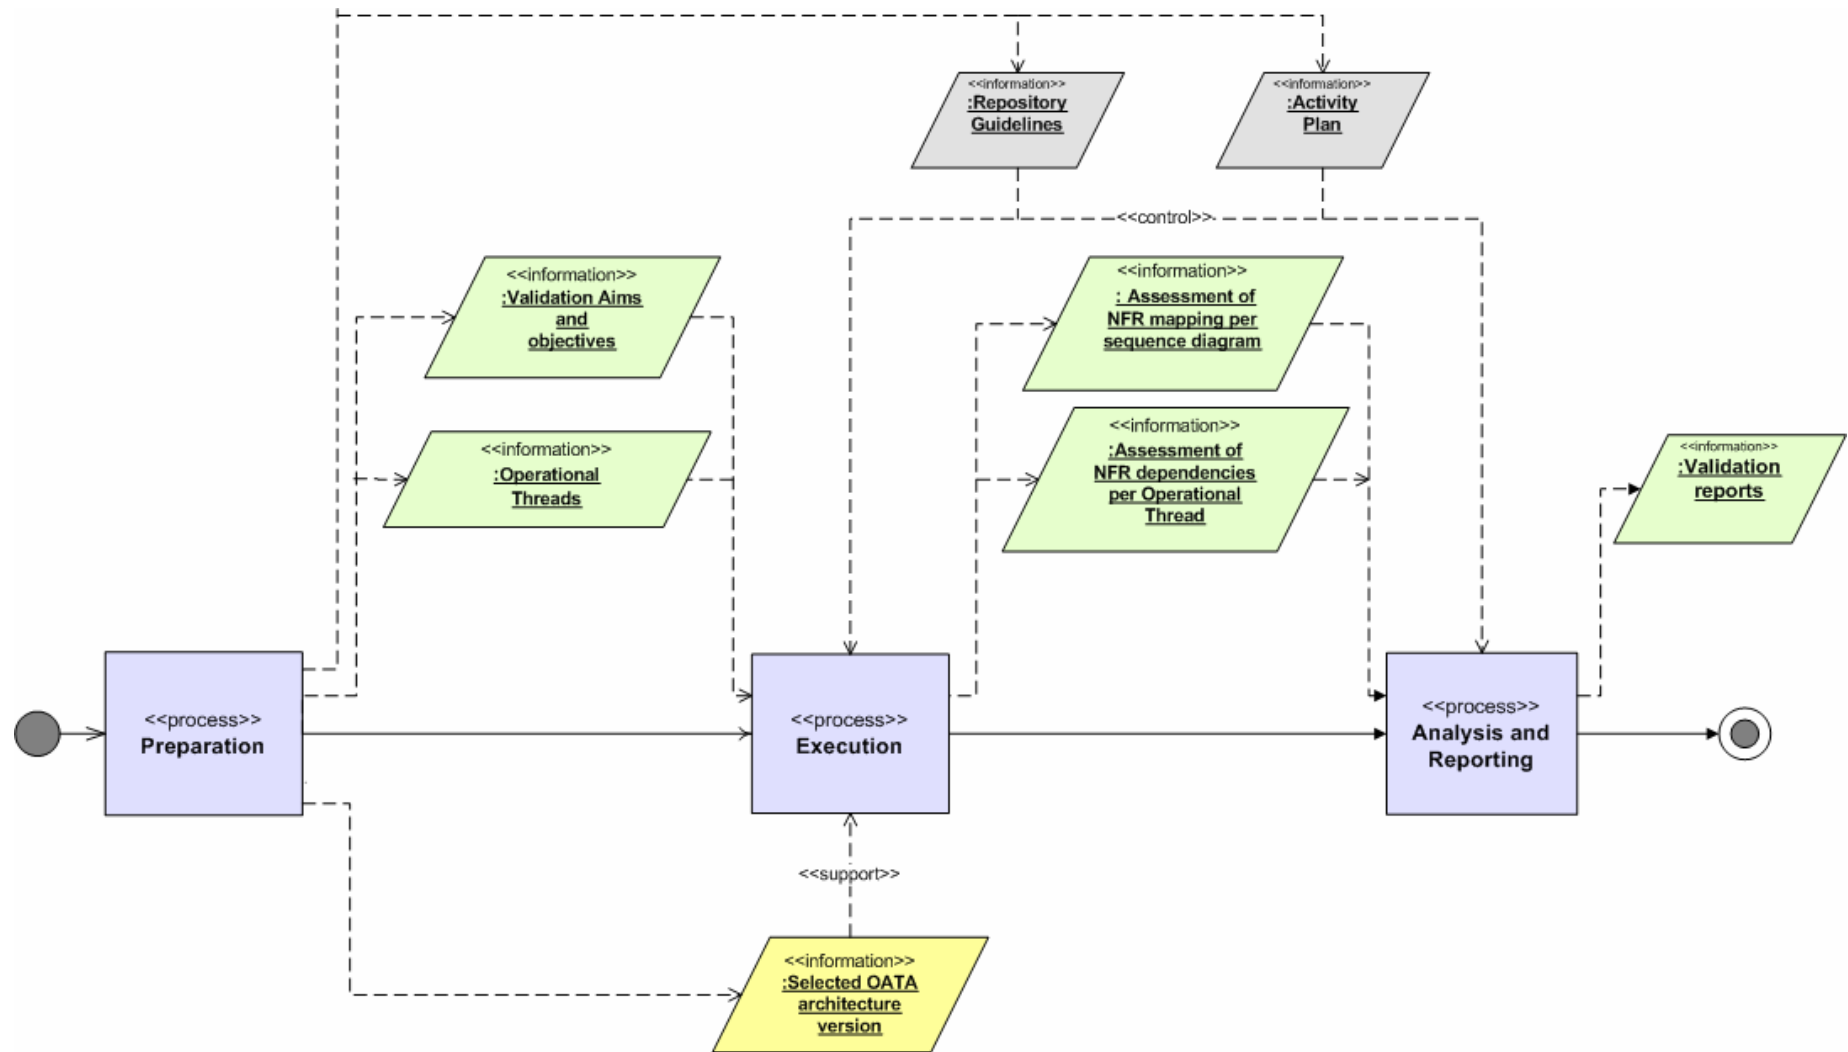 <<information>>
:Repository
Guidelines
<<information>>
:Activity
Plan
<<control>>
<<information>>
:Validation Aims
and
objectives
<<information>>
: Assessment of
NFR mapping per
sequence diagram
<<information>>
:Operational
Threads
<<information>>
:Assessment of
NFR dependencies
per Operational
Thread
<<information>>
:Validation
reports
<<process>>
Preparation
<<process>>
Execution
<<process>>
Analysis and
Reporting
<<support>>
<<information>>
:Selected OATA
architecture
version